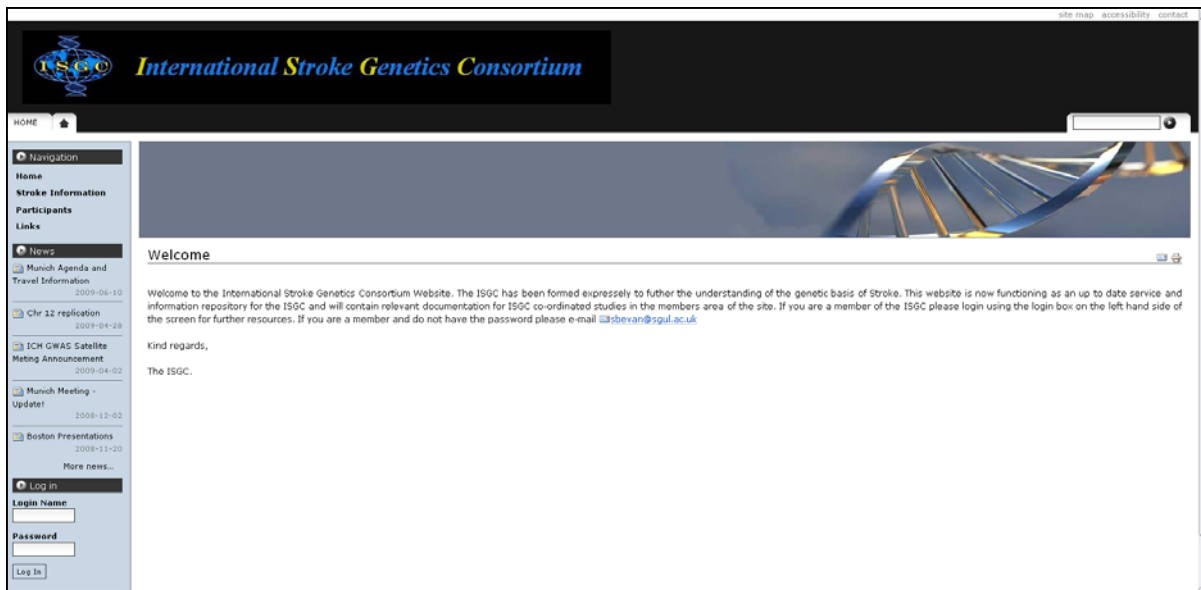 site map accessibility contact
ISGC International Stroke Genetics Consortium
HOME
Navigation
Home
Stroke Information
Participants
Links
News
Munich Agenda and
Travel Information
2009-06-10
Chr 12 replication
2009-04-28
ICH GWAS Satellite
Meting Announcement
2009-04-02
Munich Meeting -
Update!
2008-12-02
Boston Presentations
2008-11-20
More news...
Log in
Login Name
Password
Log In
Welcome
Welcome to the International Stroke Genetics Consortium Website. The ISGC has been formed expressely to futher the understanding of the genetic basis of Stroke. This website is now functioning as an up to date service and
information repository for the ISGC and will contain relevant documentation for ISGC co-ordinated studies in the members area of the site. If you are a member of the ISGC please login using the login box on the left hand side of
the screen for further resources. If you are a member and do not have the password please e-mail sbevan@sgul.ac.uk
Kind regards,
The ISGC.